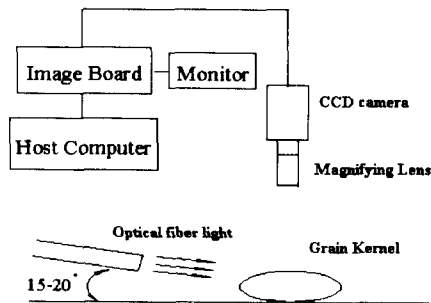 Image Board
Monitor
CCD camera
Host Computer
Magnifying Lens
Optical fiber light
Grain Kernel
15-20°